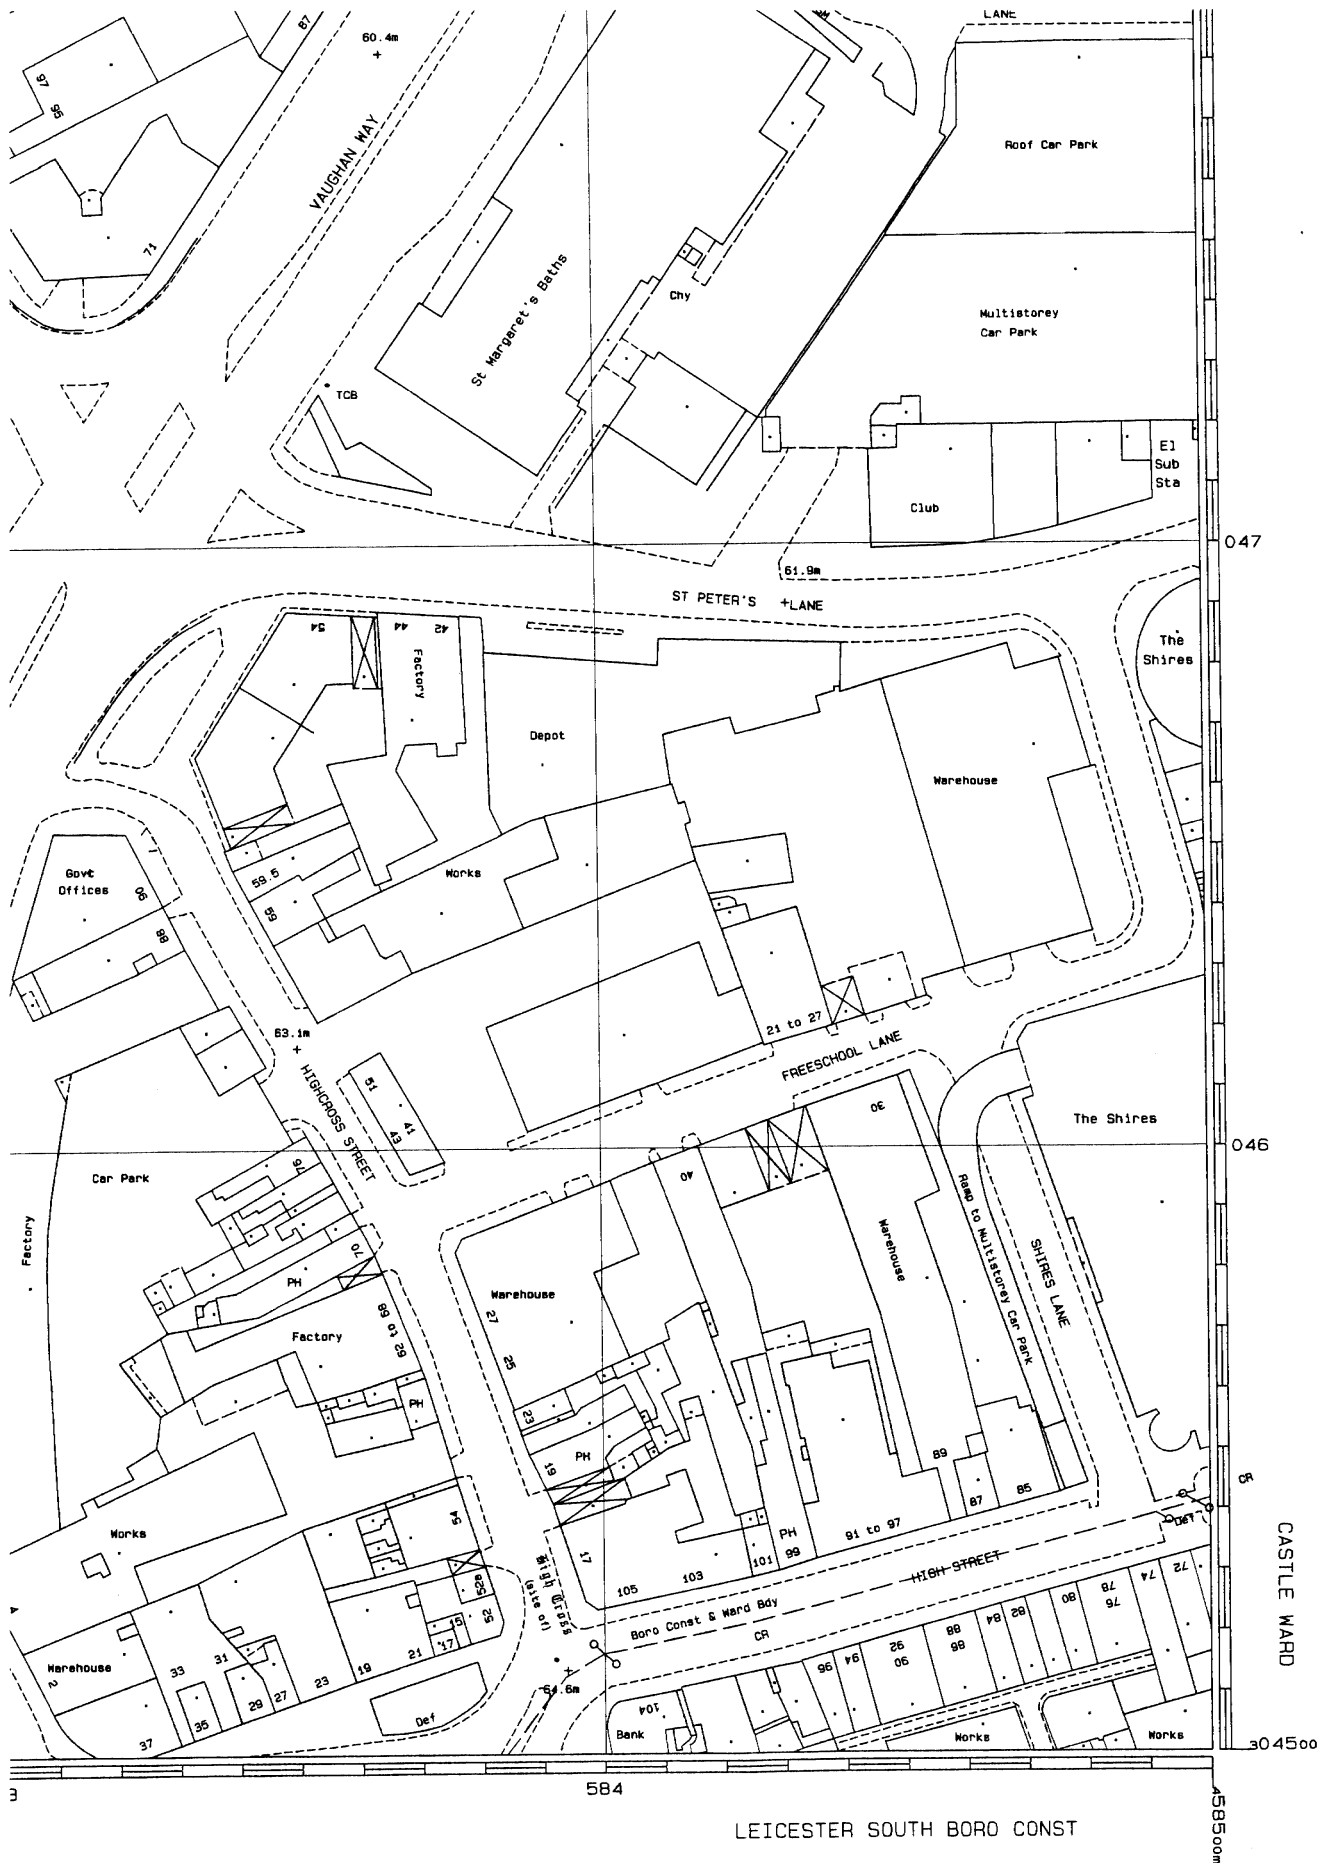 LANE
87
60.4m
97
95
VAUGHAN WAY
Roof Car Park
71
St Margaret's Baths
Chy
Multistorey
Car Park
TCB
El
Sub
Sta
Club
047
61.9m
ST PETER'S
LANE
54
44
42
Factory
The
Shires
Depot
Warehouse
Govt
Offices
90
1
88
59.5
59
Works
21 to 27
63.1m
FREESCHOOL LANE
HIGHCROSS STREET
51
41
43
30
The Shires
046
Car Park
Factory
76
40
Ramp to Multistorey Car Park
SHIRES LANE
Warehouse
70
PH
Warehouse
27
25
Factory
62 to 68
PH
23
19
PH
89
87
85
CR
Def
Works
54
17
PH
99
101
103
105
91 to 97
HIGH STREET
CASTLE WARD
High Cross
(site of)
52a
52
15
17
21
19
23
27
29
31
33
35
37
Warehouse
2
4
Boro Const & Ward Bdy
CR
72
74
76
78
80
82
84
86
88
90
92
94
96
64.6m
Def
104
Bank
Works
Works
304500
584
458500m
LEICESTER SOUTH BORO CONST